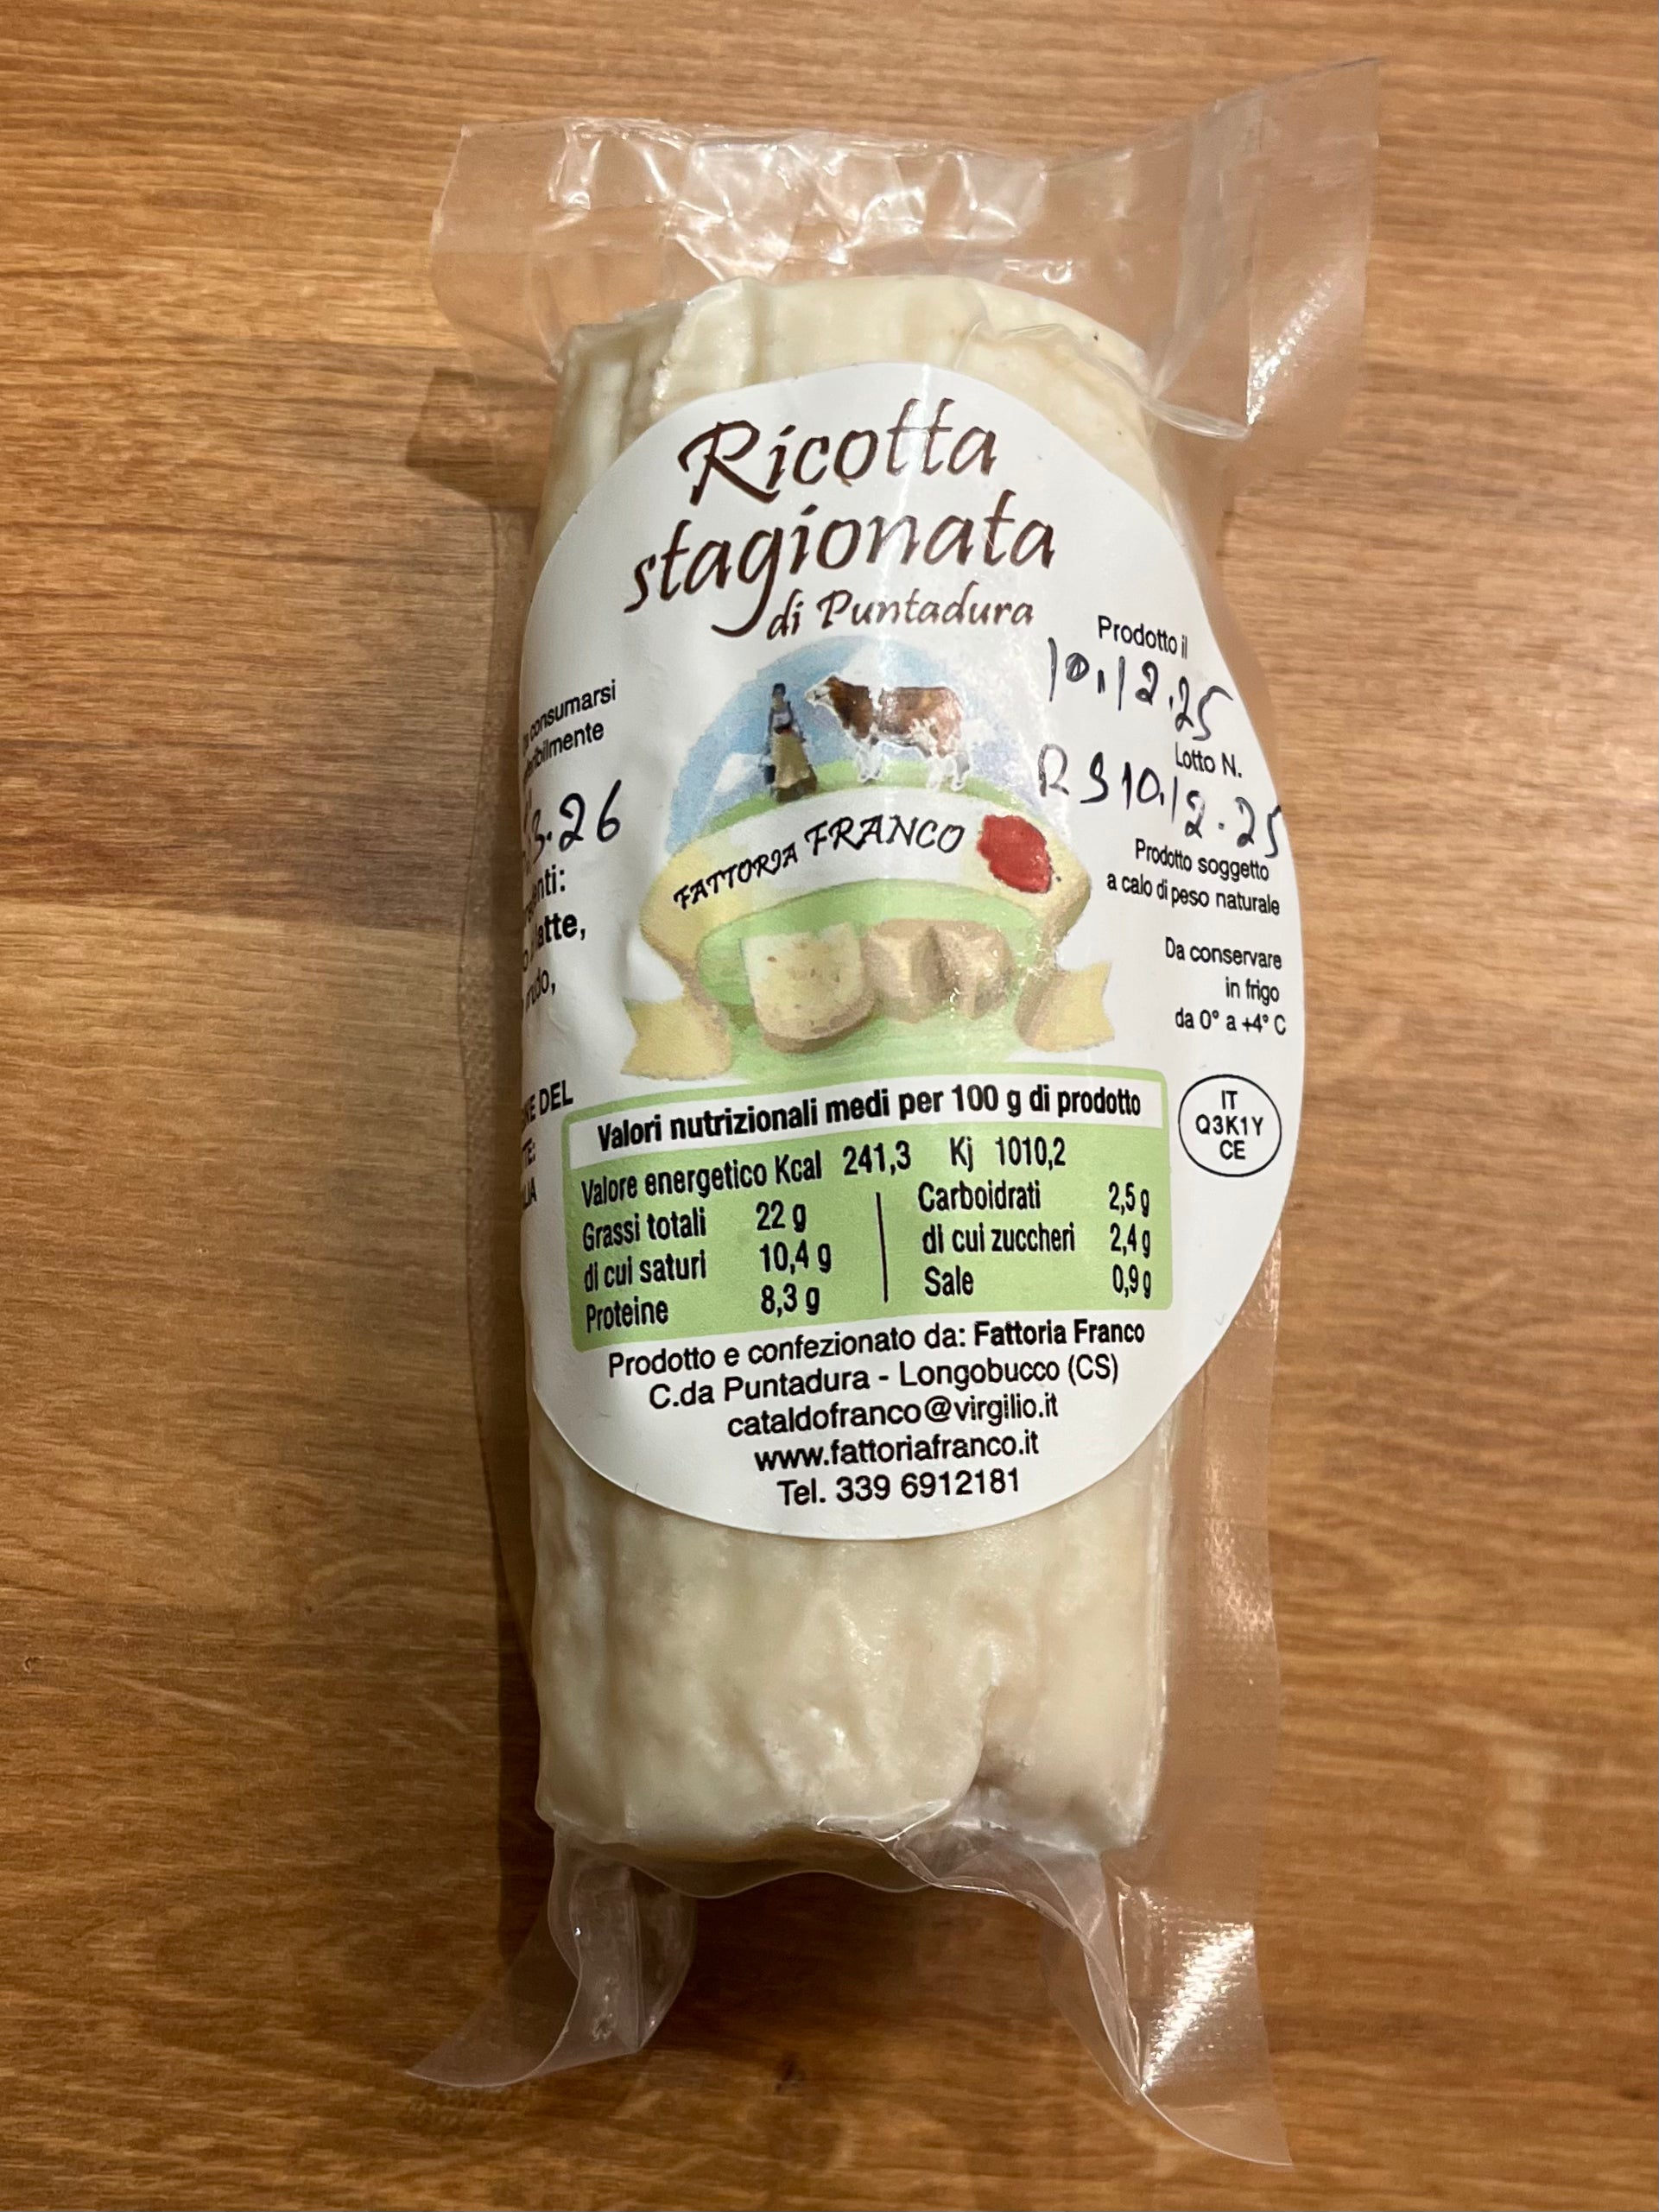 Ricotta
stagionata
di Puntadura
Prodotto il
10.12.25
Lotto N.
RS10.12.25
Prodotto soggetto
a calo di peso naturale
Da conservare
in frigo
da 0° a +4° C
IT
Q3K1Y
CE
consumarsi
.26
FATTORIA FRANCO
DEL
Valori nutrizionali medi per 100 g di prodotto
Valore energetico Kcal 241,3 Kj 1010,2
Grassi totali 22 g
di cui saturi 10,4 g
Proteine 8,3 g
Carboidrati 2,5 g
di cui zuccheri 2,4 g
Sale 0,9 g
Prodotto e confezionato da: Fattoria Franco
C.da Puntadura - Longobucco (CS)
cataldofranco@virgilio.it
www.fattoriafranco.it
Tel. 339 6912181